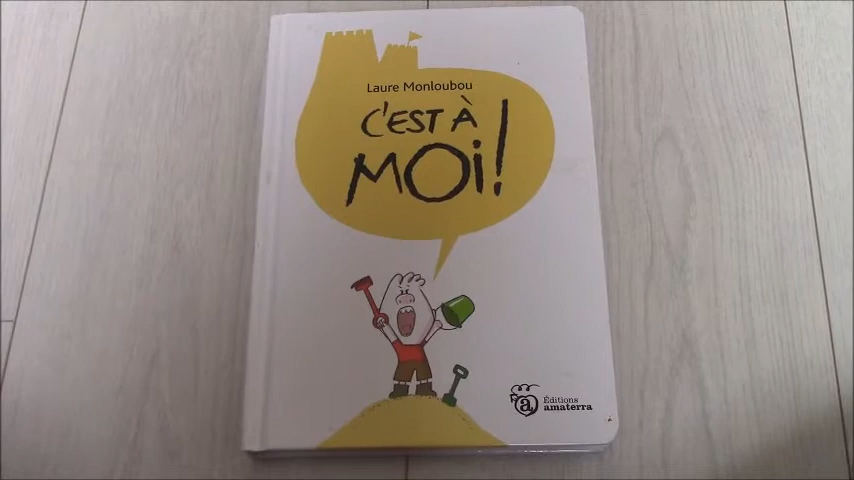 Laure Monloubou
C'EST À
MOi!
a
Éditions
amaterra